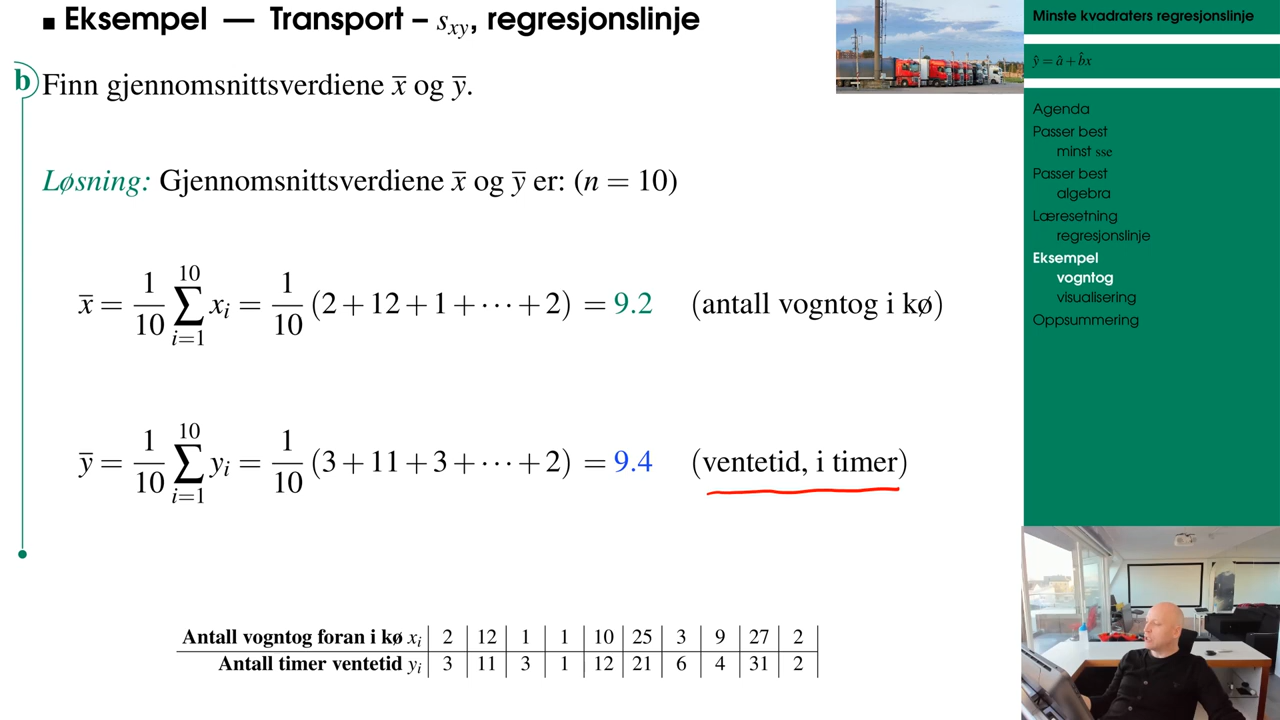 Eksempel — Transport – s_xy, regresjonslinje
b) Finn gjennomsnittsverdiene x̅ og y̅.
Løsning: Gjennomsnittsverdiene x̅ og y̅ er: (n = 10)
x̅ = 1/10 ∑_{i=1}^{10} x_i = 1/10 (2 + 12 + 1 + ⋯ + 2) = 9.2 (antall vogntog i kø)
y̅ = 1/10 ∑_{i=1}^{10} y_i = 1/10 (3 + 11 + 3 + ⋯ + 2) = 9.4 (ventetid, i timer)
Antall vogntog foran i kø x_i 2 12 1 1 10 25 3 9 27 2
Antall timer ventetid y_i 3 11 3 1 12 21 6 4 31 2
Minste kvadraters regresjonslinje
ŷ = â + b̂x
Agenda
Passer best
minst sse
Passer best
algebra
Læresetning
regresjonslinje
Eksempel
vogntog
visualisering
Oppsummering